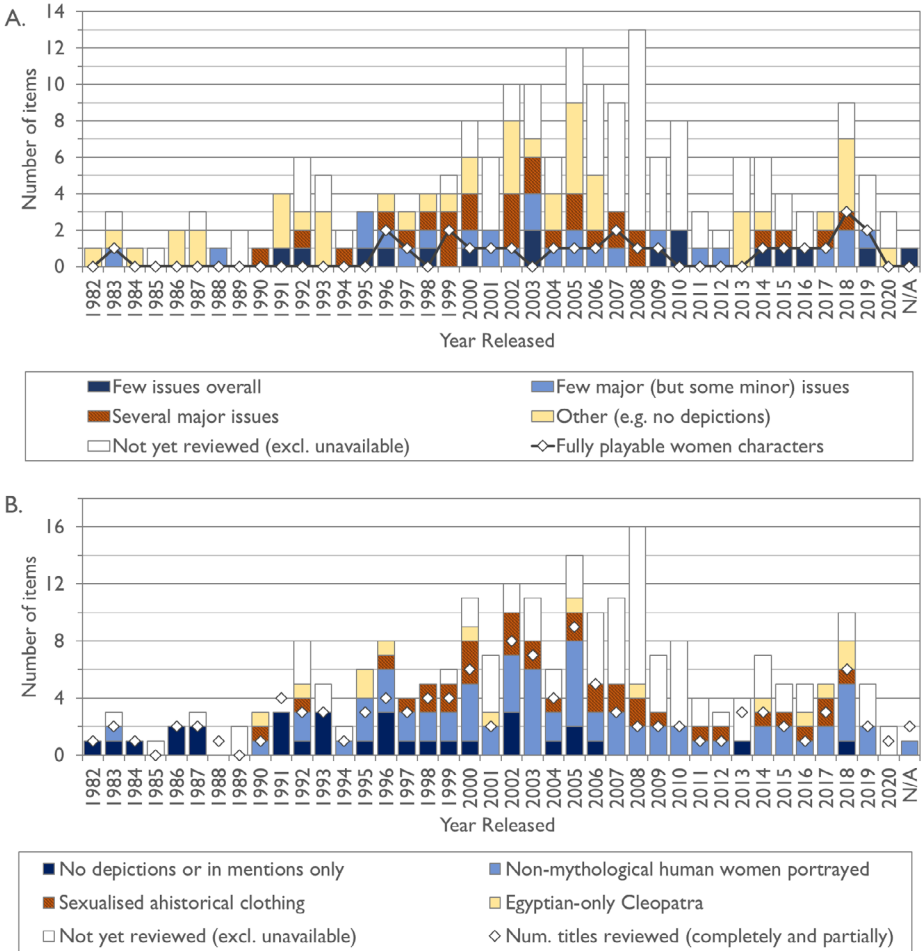 A.
14
12
10
8
6
4
2
0
Number of items
1982 1983 1984 1985 1986 1987 1988 1989 1990 1991 1992 1993 1994 1995 1996 1997 1998 1999 2000 2001 2002 2003 2004 2005 2006 2007 2008 2009 2010 2011 2012 2013 2014 2015 2016 2017 2018 2019 2020 N/A
Year Released
Few issues overall Few major (but some minor) issues
Several major issues Other (e.g. no depictions)
Not yet reviewed (excl. unavailable) Fully playable women characters
B.
16
12
8
4
0
Number of items
1982 1983 1984 1985 1986 1987 1988 1989 1990 1991 1992 1993 1994 1995 1996 1997 1998 1999 2000 2001 2002 2003 2004 2005 2006 2007 2008 2009 2010 2011 2012 2013 2014 2015 2016 2017 2018 2019 2020 N/A
Year Released
No depictions or in mentions only Non-mythological human women portrayed
Sexualised ahistorical clothing Egyptian-only Cleopatra
Not yet reviewed (excl. unavailable) Num. titles reviewed (completely and partially)